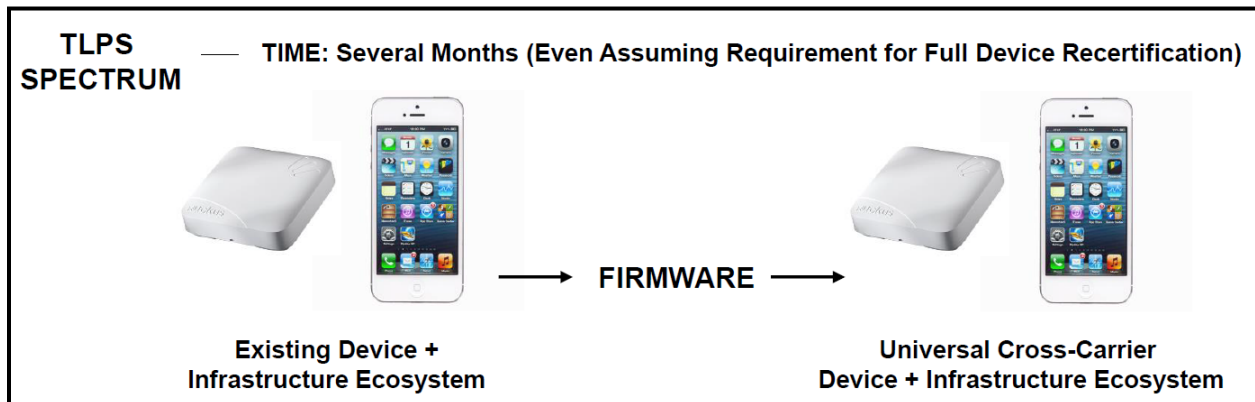 TLPS
SPECTRUM
TIME: Several Months (Even Assuming Requirement for Full Device Recertification)
FIRMWARE
Existing Device +
Infrastructure Ecosystem
Universal Cross-Carrier
Device + Infrastructure Ecosystem